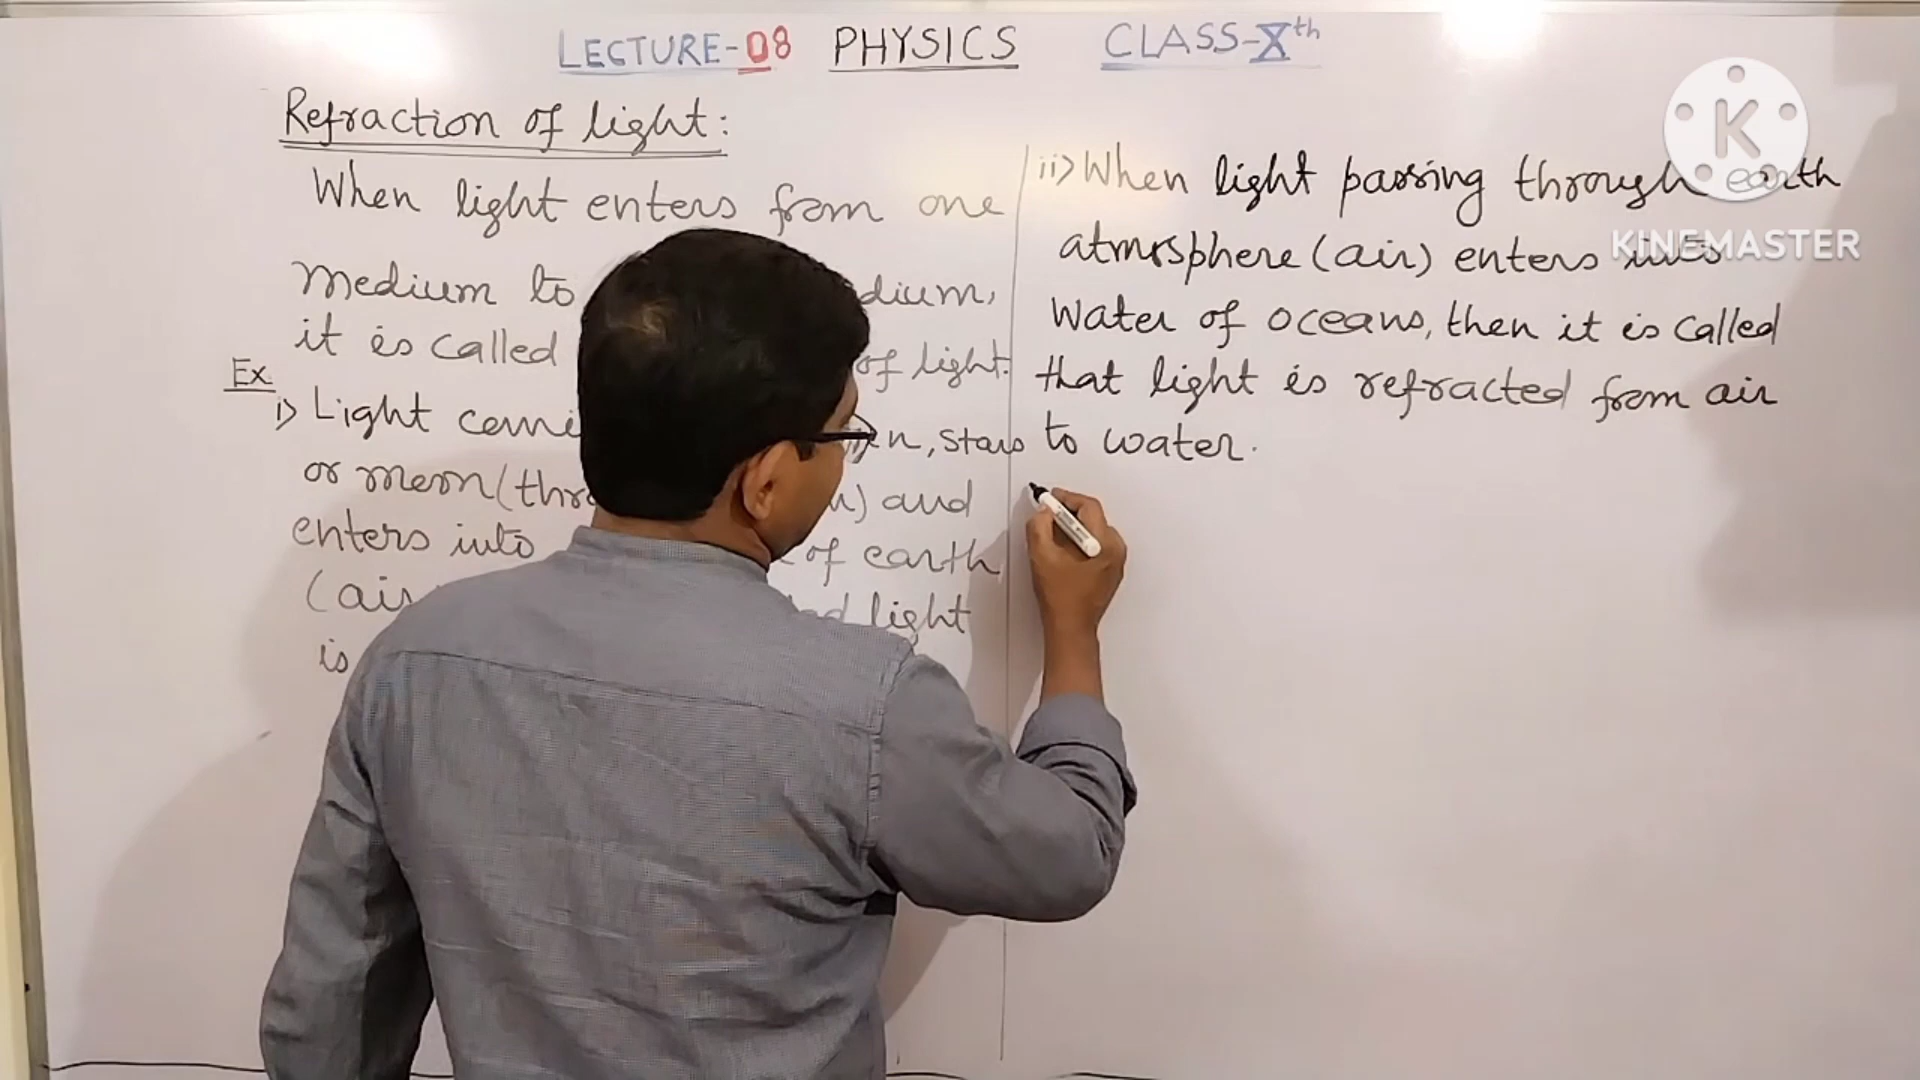 LECTURE-08 PHYSICS CLASS-Xth
Refraction of light:
When light enters from one
Medium to dium,
it is called of light.
Ex
i) Light comi n, stars
or moon (thr and
enters into of earth
(air light
is
ii) When light passing through earth
atmosphere (air) enters into
Water of oceans, then it is called
that light is refracted from air
to water.
K
KINEMASTER